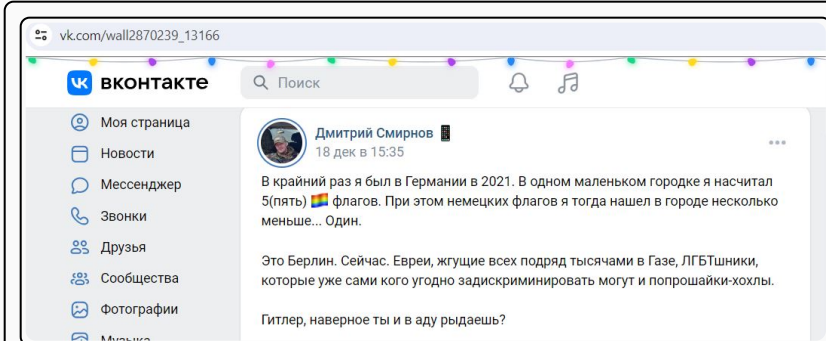 vk.com/wall2870239_13166
вконтакте
Поиск
Моя страница
Новости
Мессенджер
Звонки
Друзья
Сообщества
Фотографии
Музыка
Дмитрий Смирнов
18 дек в 15:35
В крайний раз я был в Германии в 2021. В одном маленьком городке я насчитал
5(пять) 🏳️‍🌈 флагов. При этом немецких флагов я тогда нашел в городе несколько
меньше... Один.
Это Берлин. Сейчас. Евреи, жгущие всех подряд тысячами в Газе, ЛГБТшники,
которые уже сами кого угодно задискриминировать могут и попрошайки-хохлы.
Гитлер, наверное ты и в аду рыдаешь?